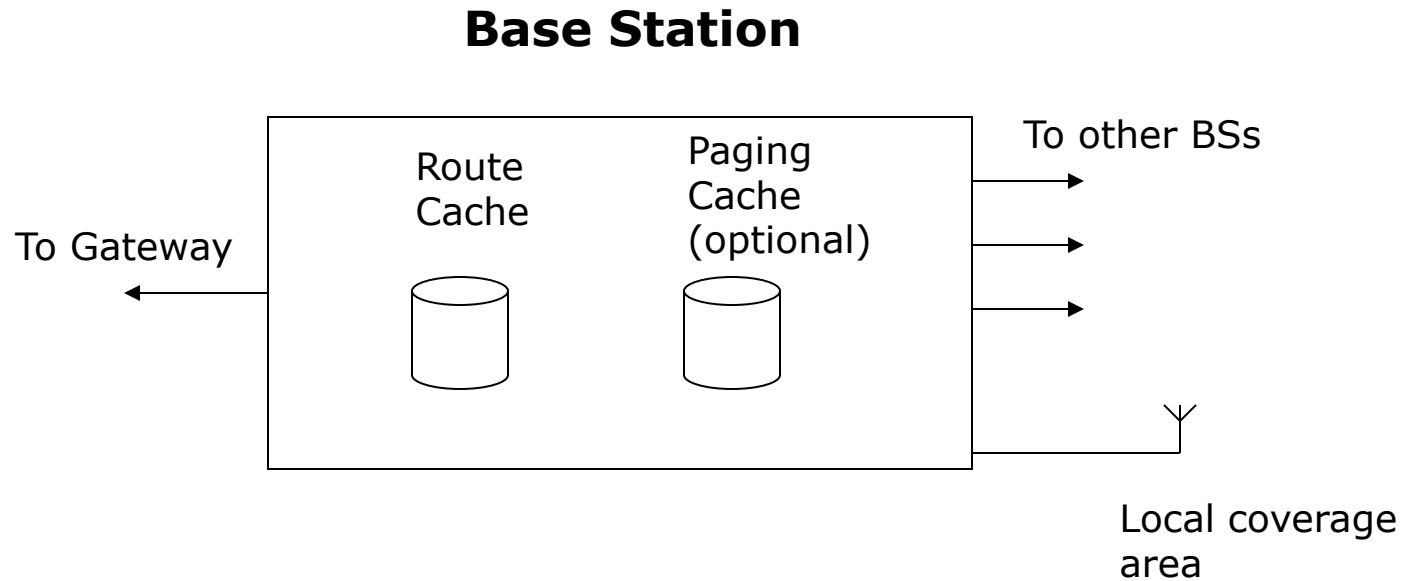 Base Station
To other BSs
Route
Cache
Paging
Cache
(optional)
To Gateway
Local coverage
area